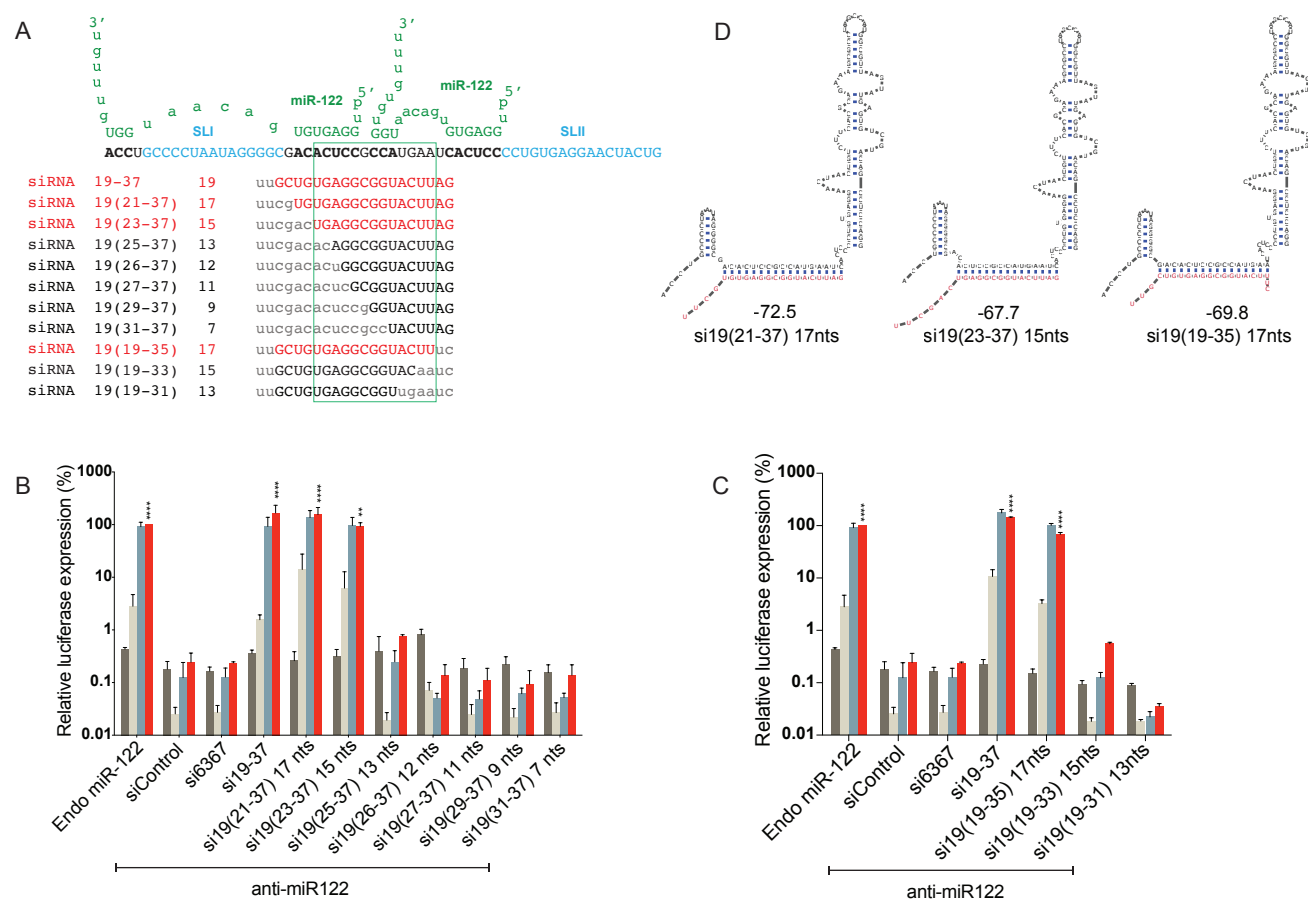 A
3'
u
g
u
u
u
g
UGG
u
a
a
c
a
g
miR-122
5'
p
UGUGAGG
3'
u
u
u
g
u
g
GGU
a
acag
u
miR-122
5'
p
GUGAGG
SLI
SLII
ACCUGCCCCUAAUAGGGGCGACACUCCGCCAUGAAUCACUCCCCUGUGAGGAACUACUG
siRNA 19-37 19 uuGCUGUGAGGCGGUACUUAG
siRNA 19(21-37) 17 uucgUGUGAGGCGGUACUUAG
siRNA 19(23-37) 15 uucgacUGAGGCGGUACUUAG
siRNA 19(25-37) 13 uucgacacAGGCGGUACUUAG
siRNA 19(26-37) 12 uucgacacuGGCGGUACUUAG
siRNA 19(27-37) 11 uucgacacucGCGGUACUUAG
siRNA 19(29-37) 9 uucgacacuccgGGUACUUAG
siRNA 19(31-37) 7 uucgacacuccgccUACUUAG
siRNA 19(19-35) 17 uuGCUGUGAGGCGGUACUUuc
siRNA 19(19-33) 15 uuGCUGUGAGGCGGUACaauc
siRNA 19(19-31) 13 uuGCUGUGAGGCGGUugaauc
D
-72.5
si19(21-37) 17nts
-67.7
si19(23-37) 15nts
-69.8
si19(19-35) 17nts
B
Relative luciferase expression (%)
1000
100
10
1
0.1
0.01
****
****
****
**
Endo miR-122
siControl
si6367
si19-37
si19(21-37) 17 nts
si19(23-37) 15 nts
si19(25-37) 13 nts
si19(26-37) 12 nts
si19(27-37) 11 nts
si19(29-37) 9 nts
si19(31-37) 7 nts
anti-miR122
C
Relative luciferase expression (%)
1000
100
10
1
0.1
0.01
****
****
****
Endo miR-122
siControl
si6367
si19-37
si19(19-35) 17nts
si19(19-33) 15nts
si19(19-31) 13nts
anti-miR122